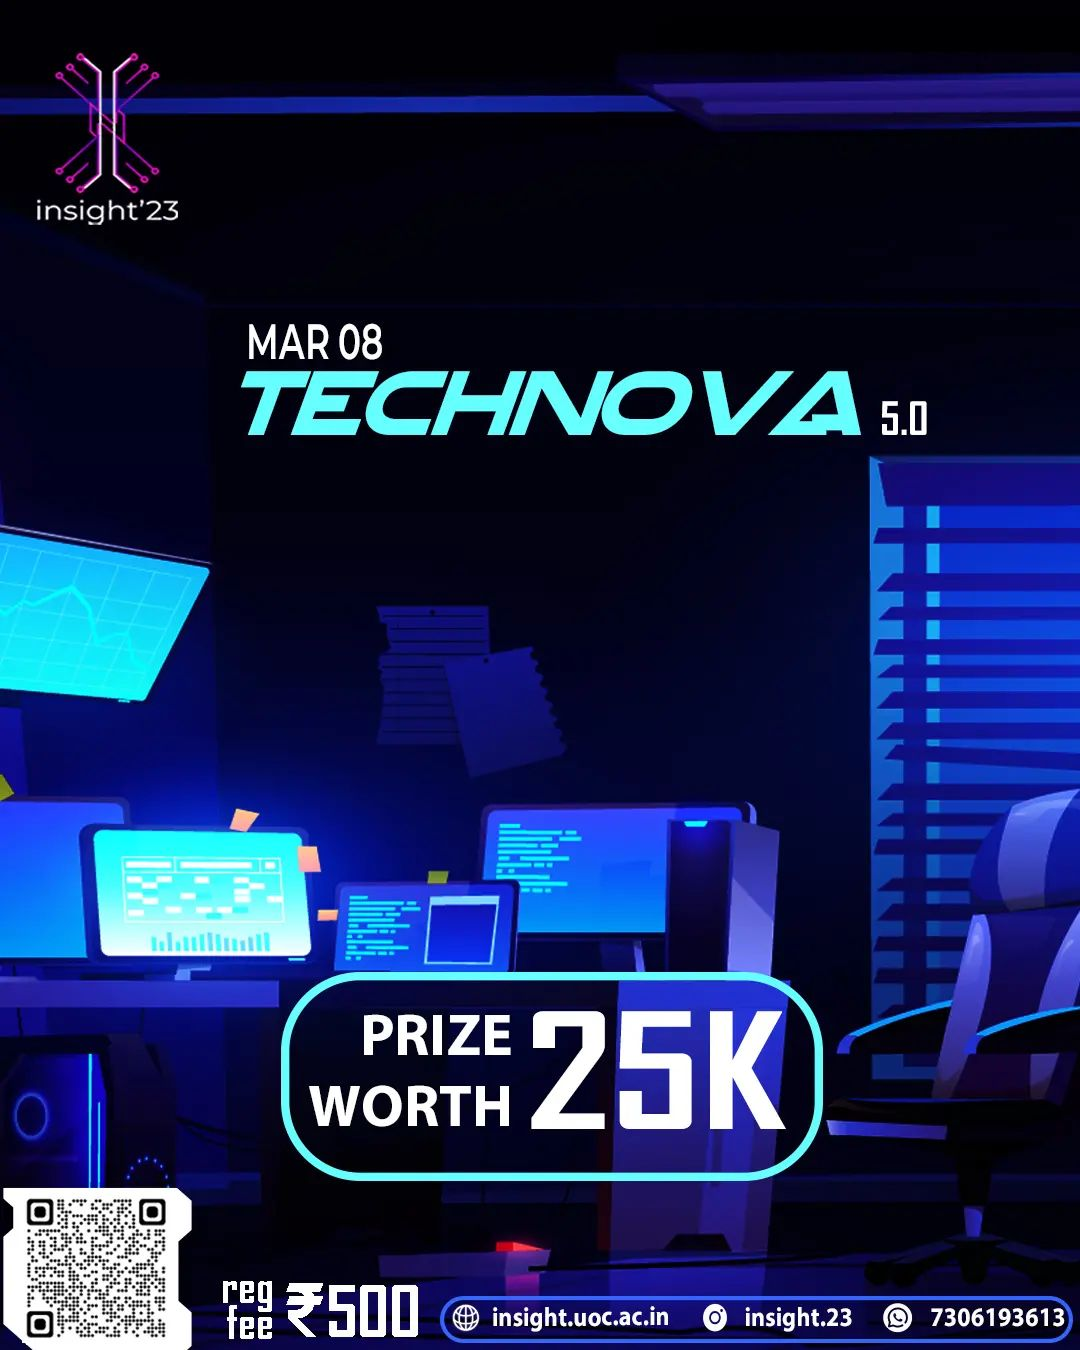 insight'23
MAR 08
TECHNOVA 5.0
PRIZE
WORTH 25K
reg
fee ₹500
insight.uoc.ac.in insight.23 7306193613